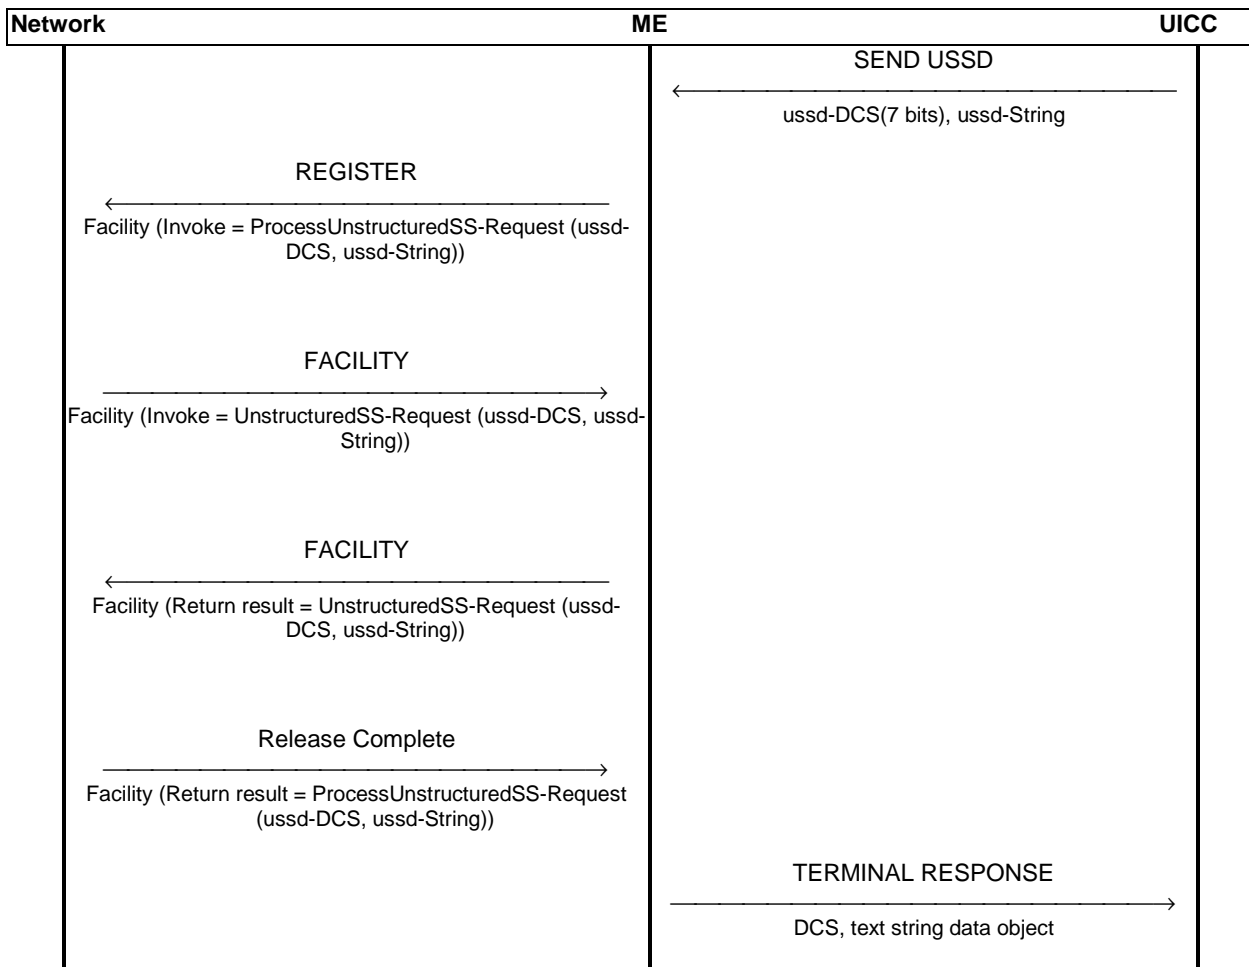 Network ME UICC
SEND USSD
ussd-DCS(7 bits), ussd-String
REGISTER
Facility (Invoke = ProcessUnstructuredSS-Request (ussd-
DCS, ussd-String))
FACILITY
Facility (Invoke = UnstructuredSS-Request (ussd-DCS, ussd-
String))
FACILITY
Facility (Return result = UnstructuredSS-Request (ussd-
DCS, ussd-String))
Release Complete
Facility (Return result = ProcessUnstructuredSS-Request
(ussd-DCS, ussd-String))
TERMINAL RESPONSE
DCS, text string data object